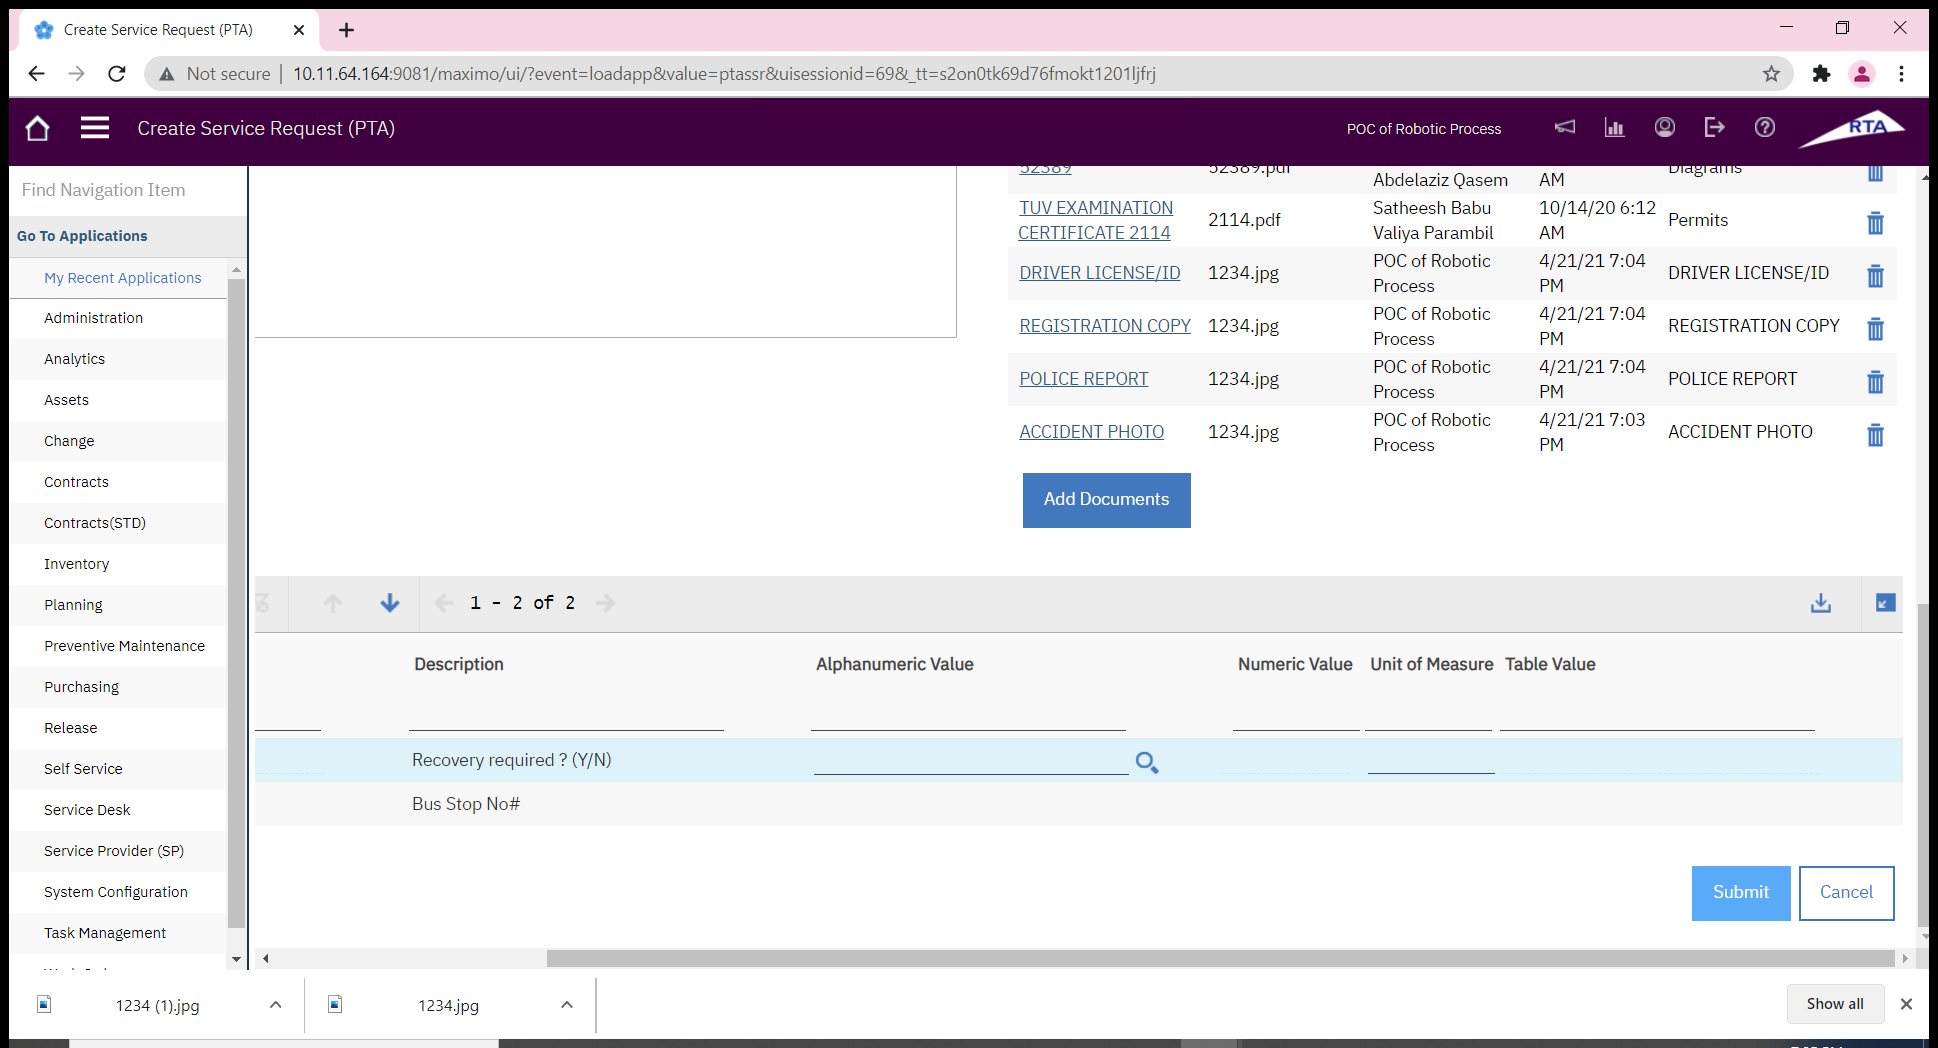 Create Service Request (PTA)
Not secure
10.11.64.164:9081/maximo/ui/?event=loadapp&value=ptassr&uisessionid=69&_tt=s2on0tk69d76fmokt1201ljfrj
Create Service Request (PTA)
POC of Robotic Process
RTA
Find Navigation Item
Go To Applications
My Recent Applications
Administration
Analytics
Assets
Change
Contracts
Contracts(STD)
Inventory
Planning
Preventive Maintenance
Purchasing
Release
Self Service
Service Desk
Service Provider (SP)
System Configuration
Task Management
52389 52389.pdf Abdelaziz Qasem AM Diagrams
TUV EXAMINATION CERTIFICATE 2114 2114.pdf Satheesh Babu Valiya Parambil 10/14/20 6:12 AM Permits
DRIVER LICENSE/ID 1234.jpg POC of Robotic Process 4/21/21 7:04 PM DRIVER LICENSE/ID
REGISTRATION COPY 1234.jpg POC of Robotic Process 4/21/21 7:04 PM REGISTRATION COPY
POLICE REPORT 1234.jpg POC of Robotic Process 4/21/21 7:04 PM POLICE REPORT
ACCIDENT PHOTO 1234.jpg POC of Robotic Process 4/21/21 7:03 PM ACCIDENT PHOTO
Add Documents
1 - 2 of 2
Description Alphanumeric Value Numeric Value Unit of Measure Table Value
Recovery required ? (Y/N)
Bus Stop No#
Submit
Cancel
1234 (1).jpg
1234.jpg
Show all